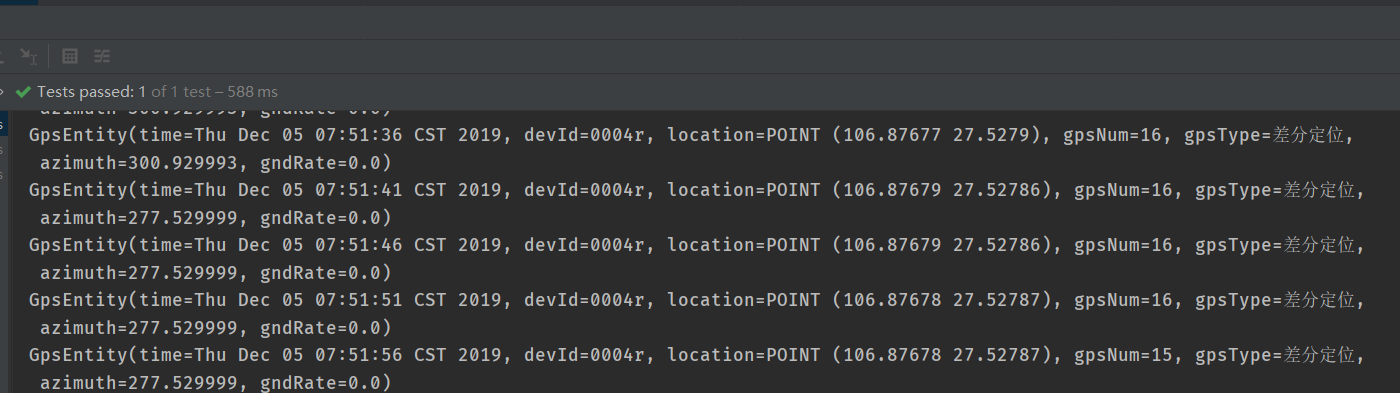 Tests passed: 1 of 1 test – 588 ms
azimuth=300.929993, gndRate=0.0)
GpsEntity(time=Thu Dec 05 07:51:36 CST 2019, devId=0004r, location=POINT (106.87677 27.5279), gpsNum=16, gpsType=差分定位,
azimuth=300.929993, gndRate=0.0)
GpsEntity(time=Thu Dec 05 07:51:41 CST 2019, devId=0004r, location=POINT (106.87679 27.52786), gpsNum=16, gpsType=差分定位,
azimuth=277.529999, gndRate=0.0)
GpsEntity(time=Thu Dec 05 07:51:46 CST 2019, devId=0004r, location=POINT (106.87679 27.52786), gpsNum=16, gpsType=差分定位,
azimuth=277.529999, gndRate=0.0)
GpsEntity(time=Thu Dec 05 07:51:51 CST 2019, devId=0004r, location=POINT (106.87678 27.52787), gpsNum=16, gpsType=差分定位,
azimuth=277.529999, gndRate=0.0)
GpsEntity(time=Thu Dec 05 07:51:56 CST 2019, devId=0004r, location=POINT (106.87678 27.52787), gpsNum=15, gpsType=差分定位,
azimuth=277.529999, gndRate=0.0)